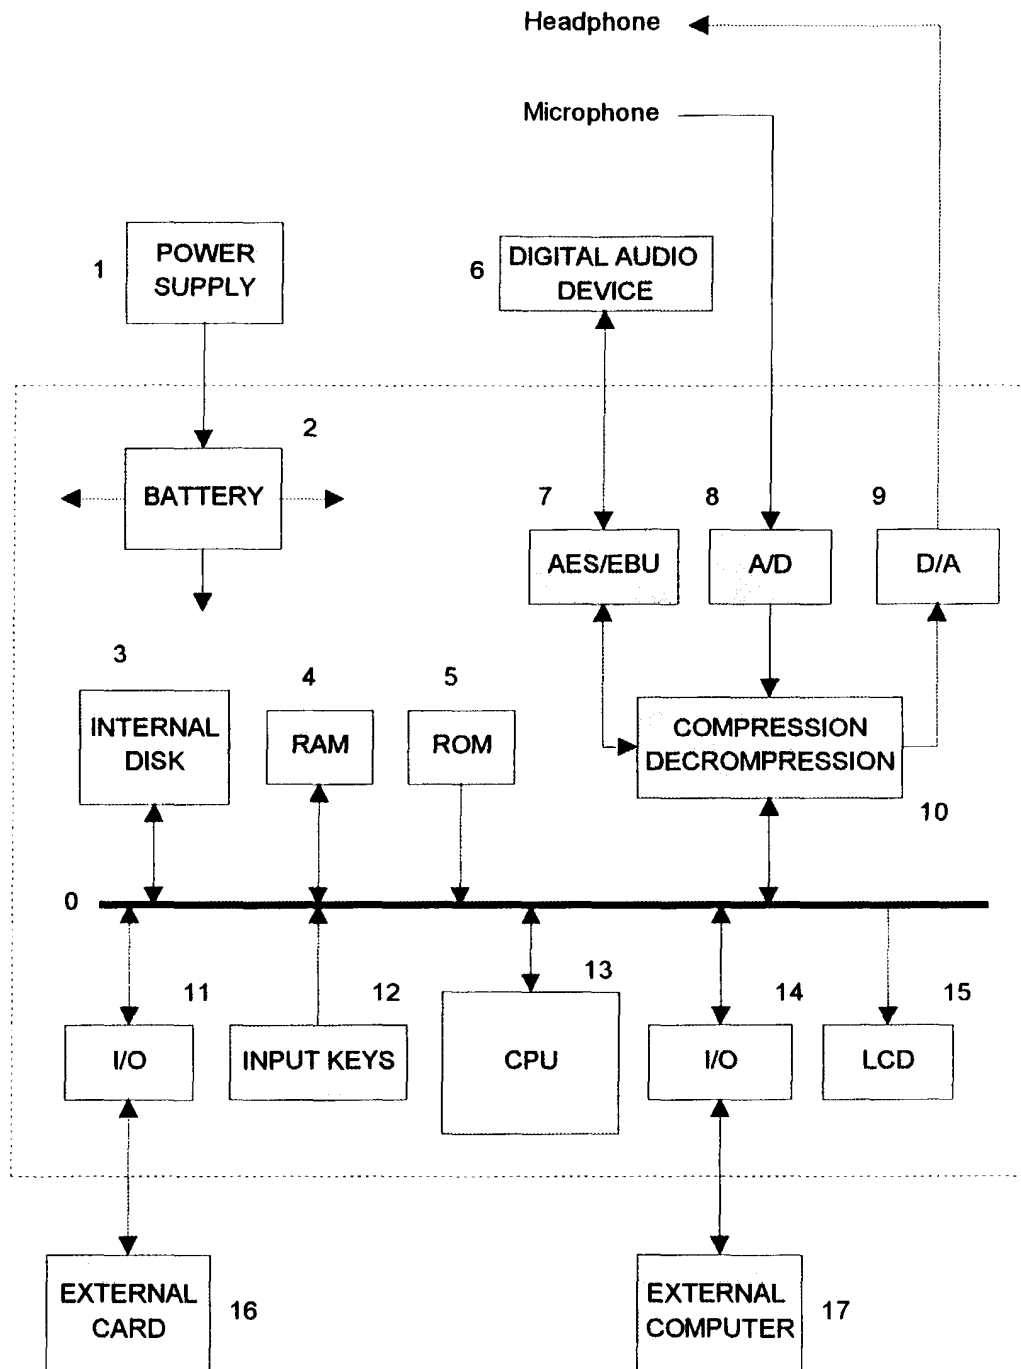 Headphone
Microphone
1
POWER
SUPPLY
6
DIGITAL AUDIO
DEVICE
2
BATTERY
7
8
9
AES/EBU
A/D
D/A
3
4
5
INTERNAL
DISK
RAM
ROM
COMPRESSION
DECROMPRESSION
10
0
11
12
13
14
15
I/O
INPUT KEYS
CPU
I/O
LCD
EXTERNAL
CARD
16
EXTERNAL
COMPUTER
17